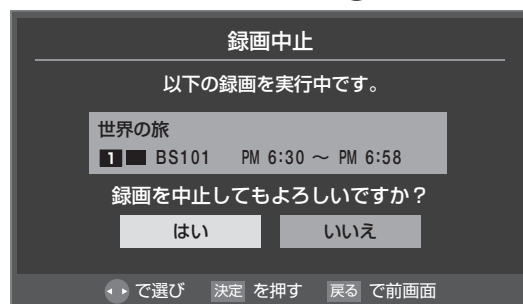 録画中止
以下の録画を実行中です。
世界の旅
1 BS101 PM 6:30 ～ PM 6:58
録画を中止してもよろしいですか？
はい いいえ
で選び 決定 を押す 戻る で前画面